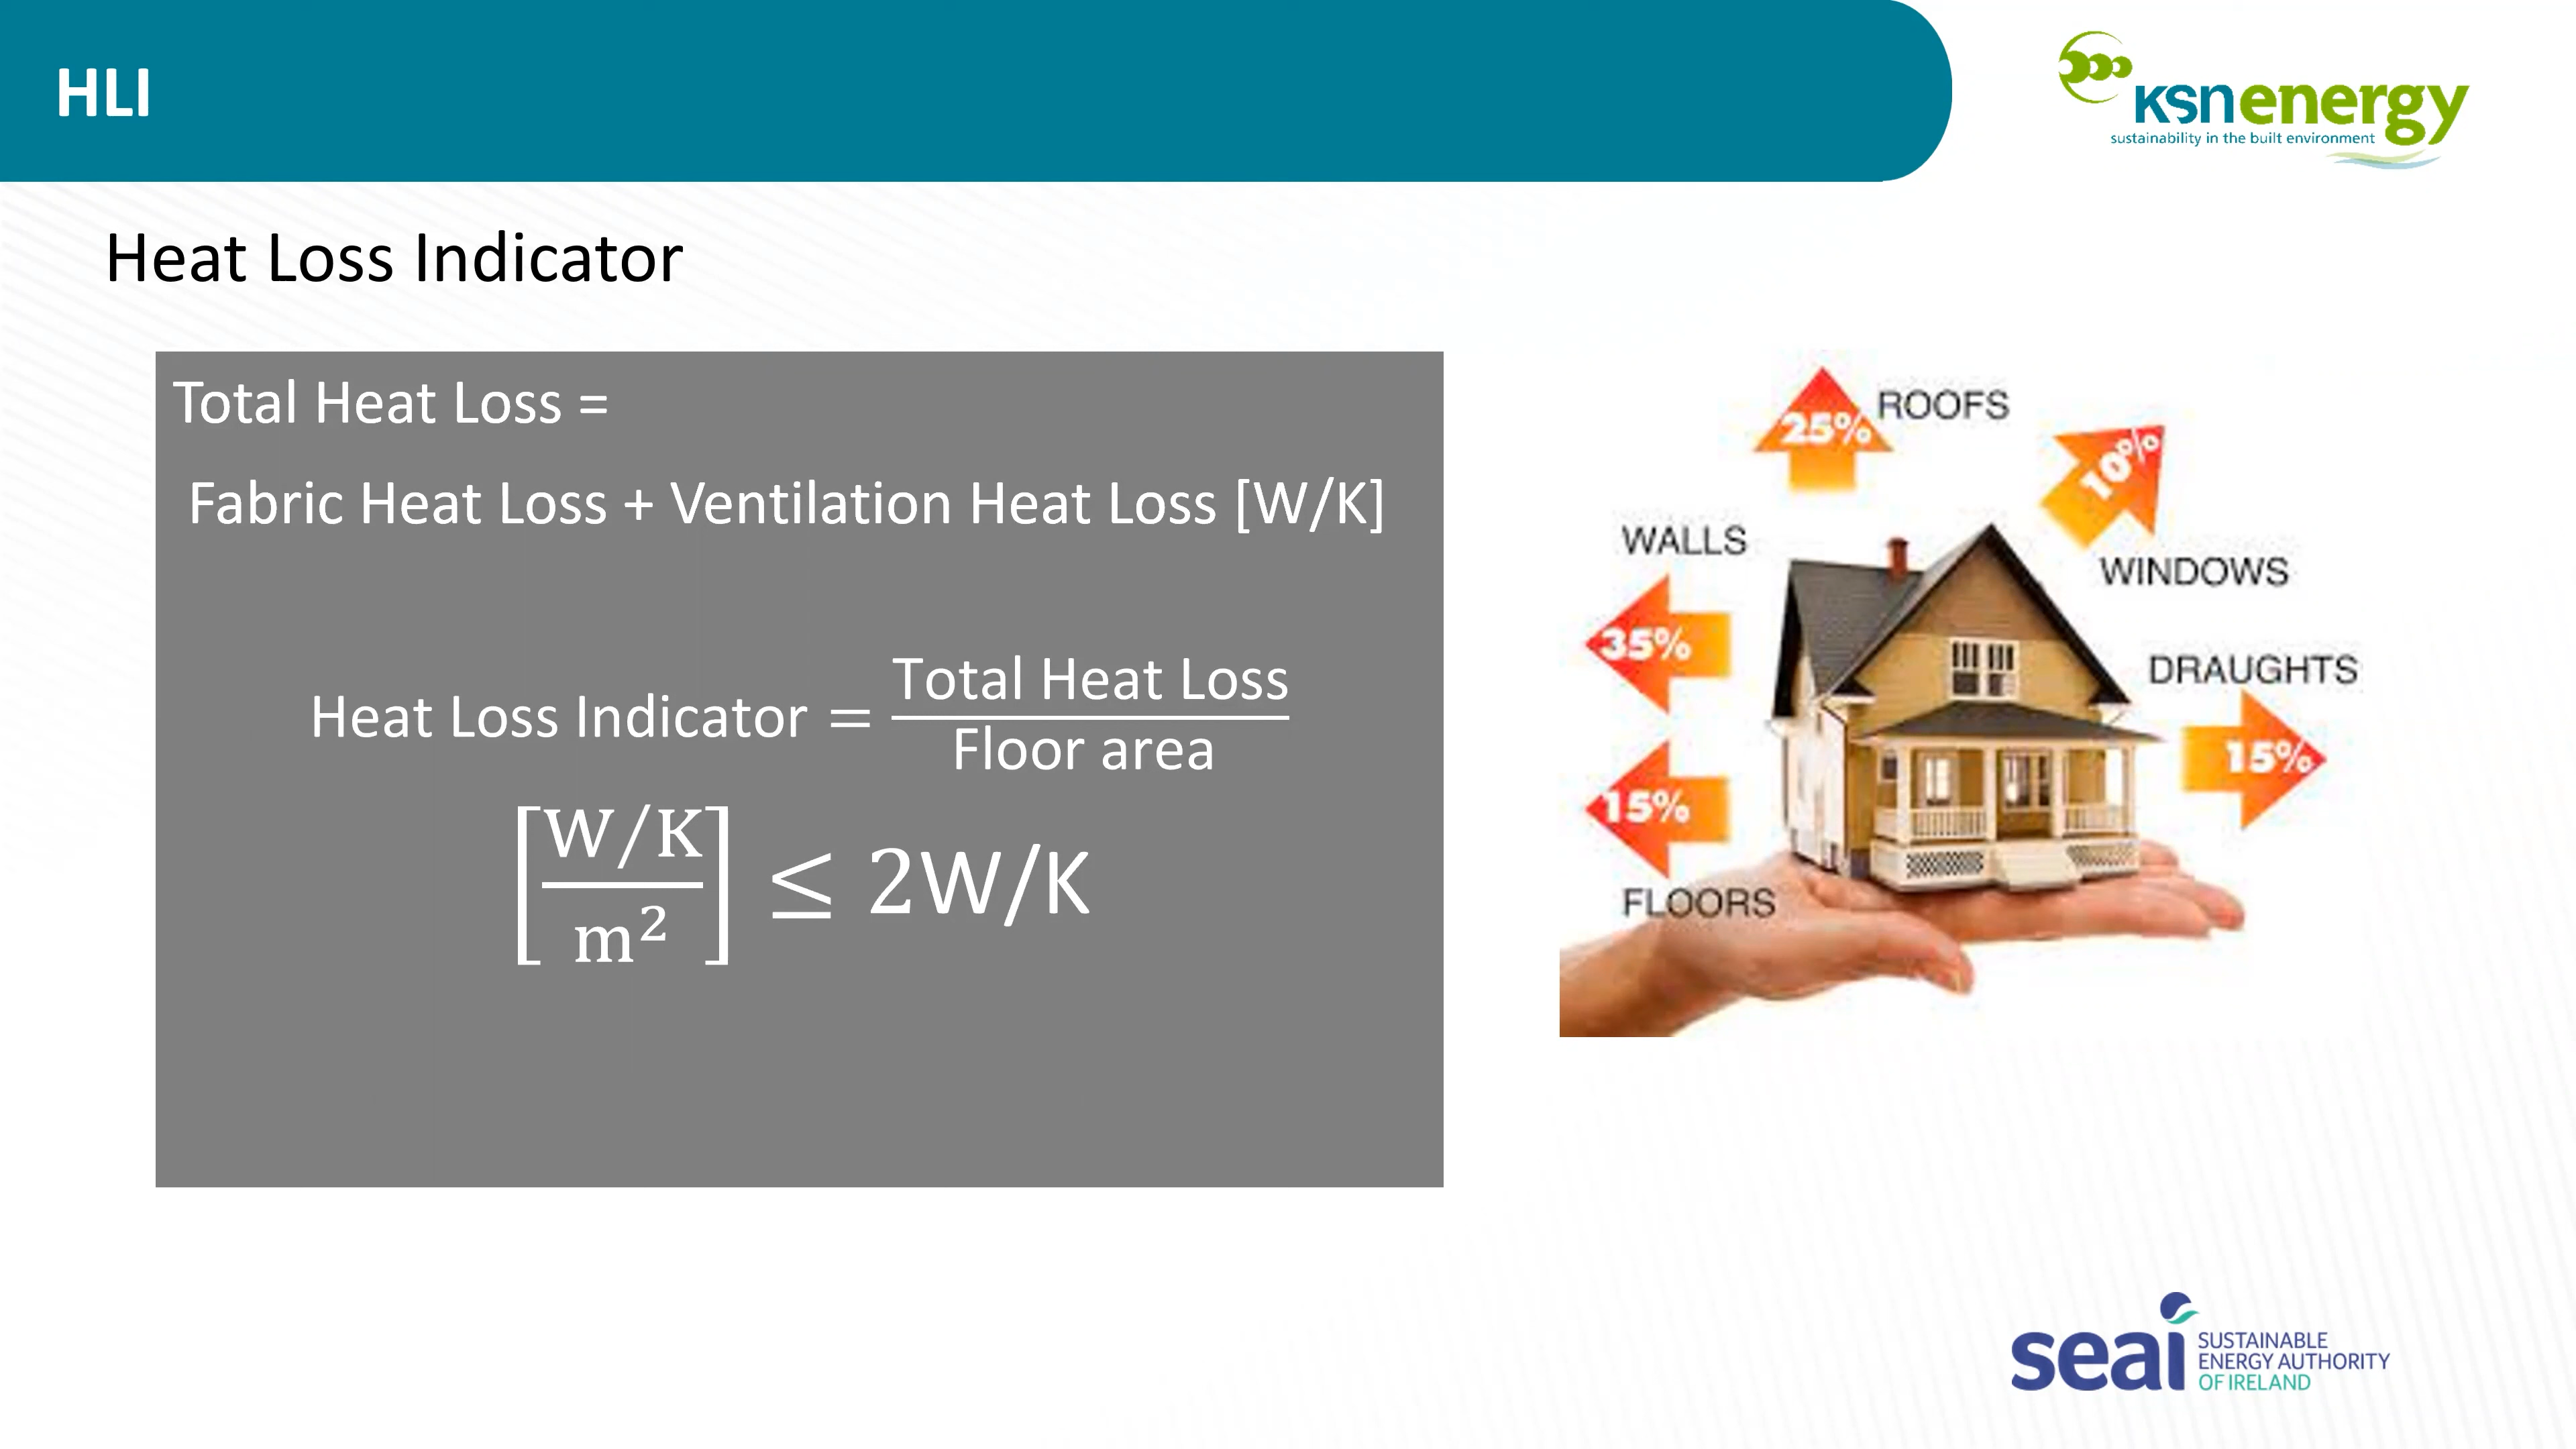 HLI
ksnenergy
sustainability in the built environment
Heat Loss Indicator
Total Heat Loss =
Fabric Heat Loss + Ventilation Heat Loss [W/K]
Heat Loss Indicator = Total Heat Loss / Floor area
[W/K / m²] ≤ 2W/K
25% ROOFS
10%
WINDOWS
WALLS
35%
DRAUGHTS
15%
15%
FLOORS
seai SUSTAINABLE
ENERGY AUTHORITY
OF IRELAND